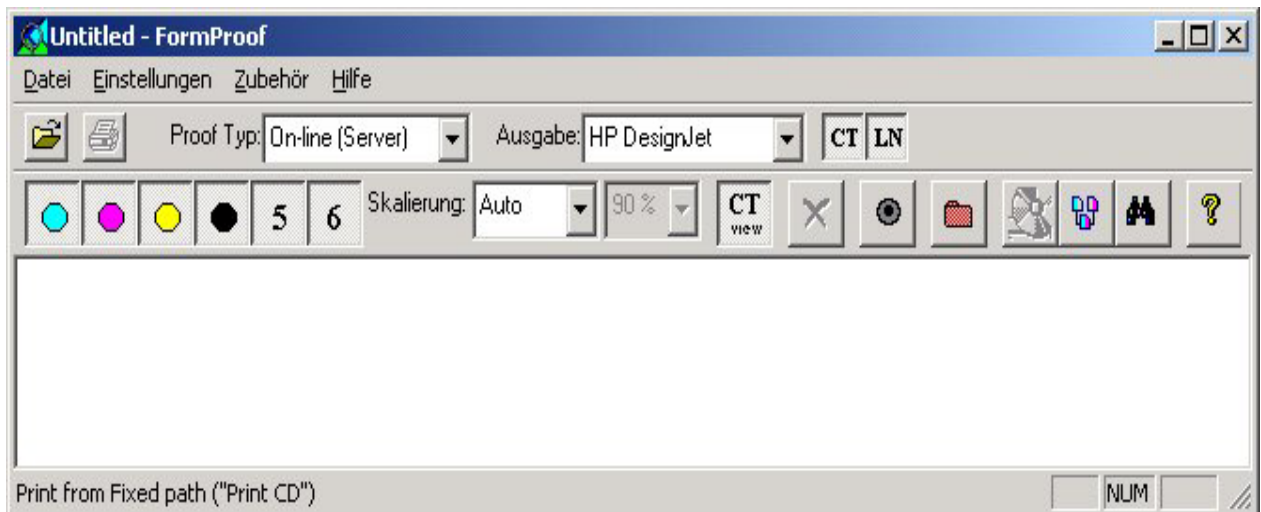 Untitled - FormProof
Datei Einstellungen Zubehör Hilfe
Proof Typ: On-line (Server) Ausgabe: HP DesignJet CT LN
5 6 Skalierung: Auto 90 % CT view ?
Print from Fixed path ("Print CD") NUM